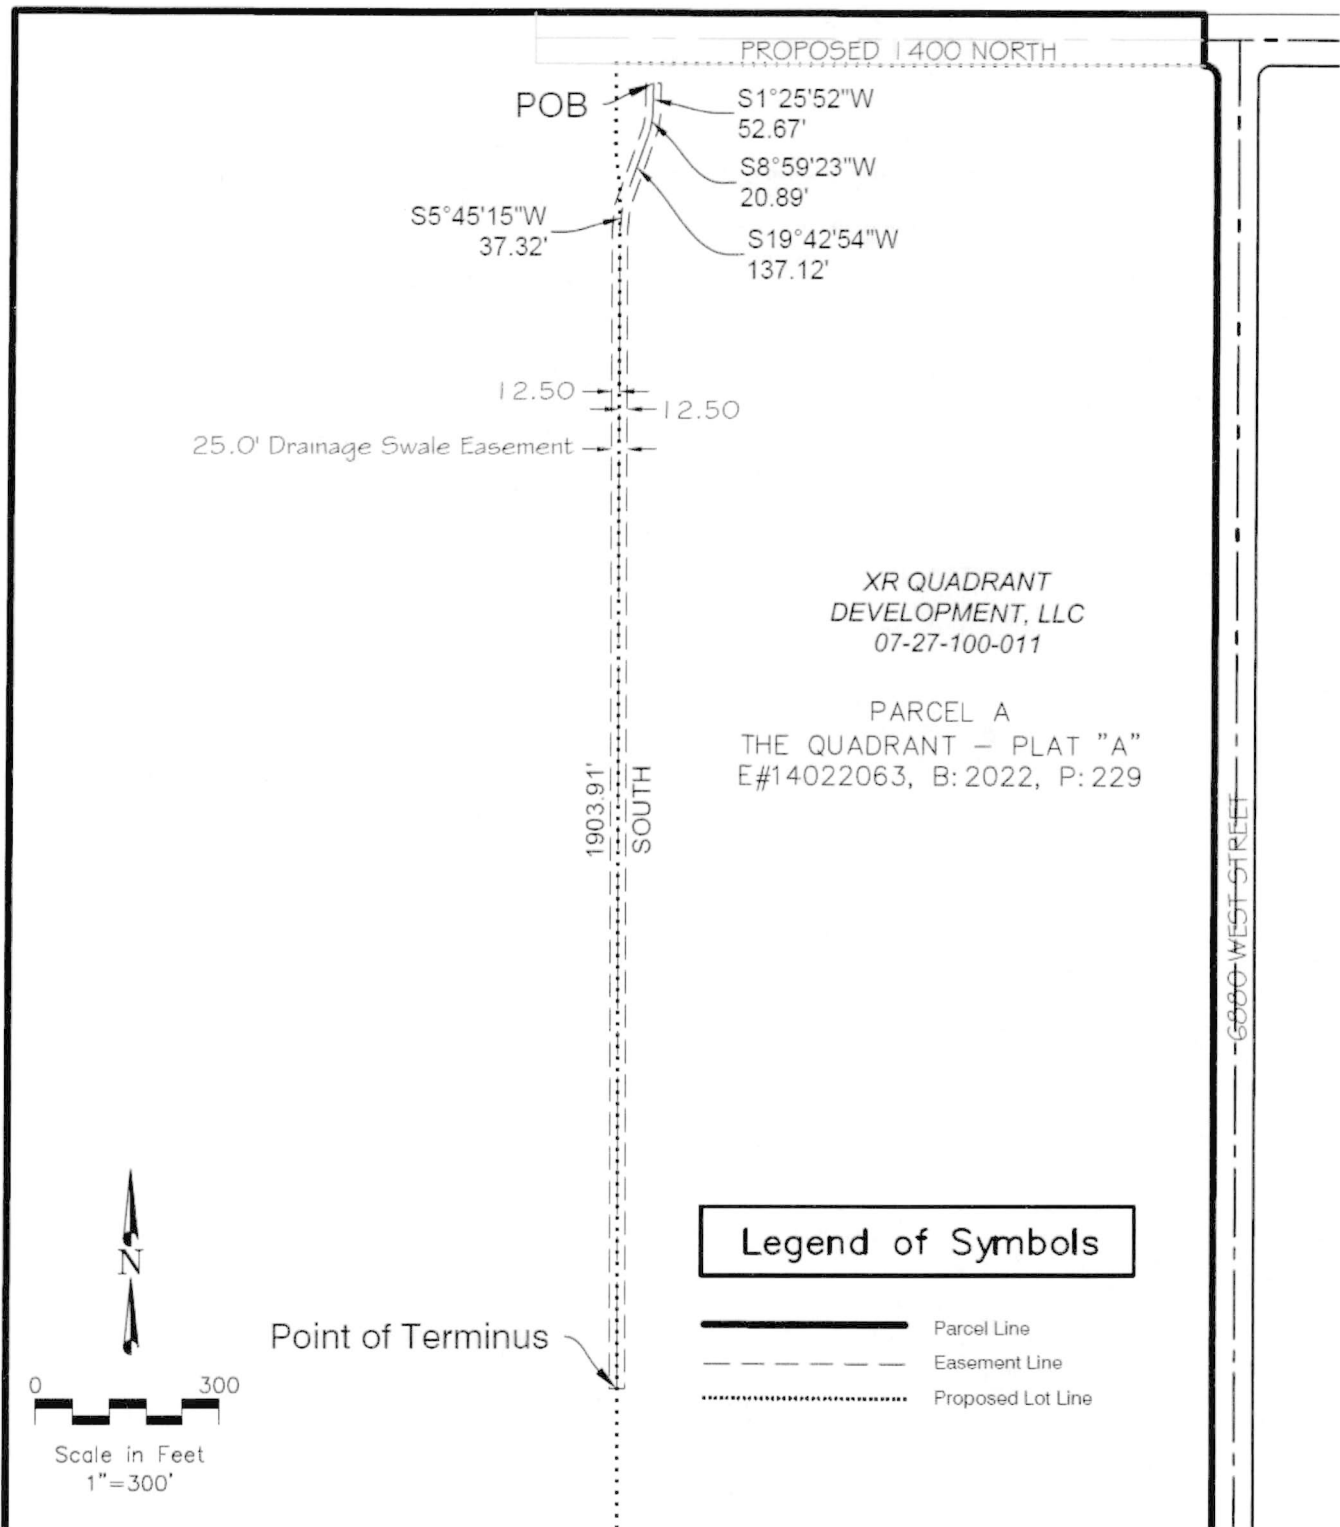 PROPOSED 1400 NORTH
POB
S1°25'52"W
52.67'
S8°59'23"W
20.89'
S5°45'15"W
37.32'
S19°42'54"W
137.12'
12.50
12.50
25.0' Drainage Swale Easement
XR QUADRANT
DEVELOPMENT, LLC
07-27-100-011
PARCEL A
THE QUADRANT – PLAT "A"
E#14022063, B:2022, P:229
1903.91'
SOUTH
6880 WEST STREET
N
Legend of Symbols
Point of Terminus
Parcel Line
Easement Line
Proposed Lot Line
0 300
Scale in Feet
1"=300'